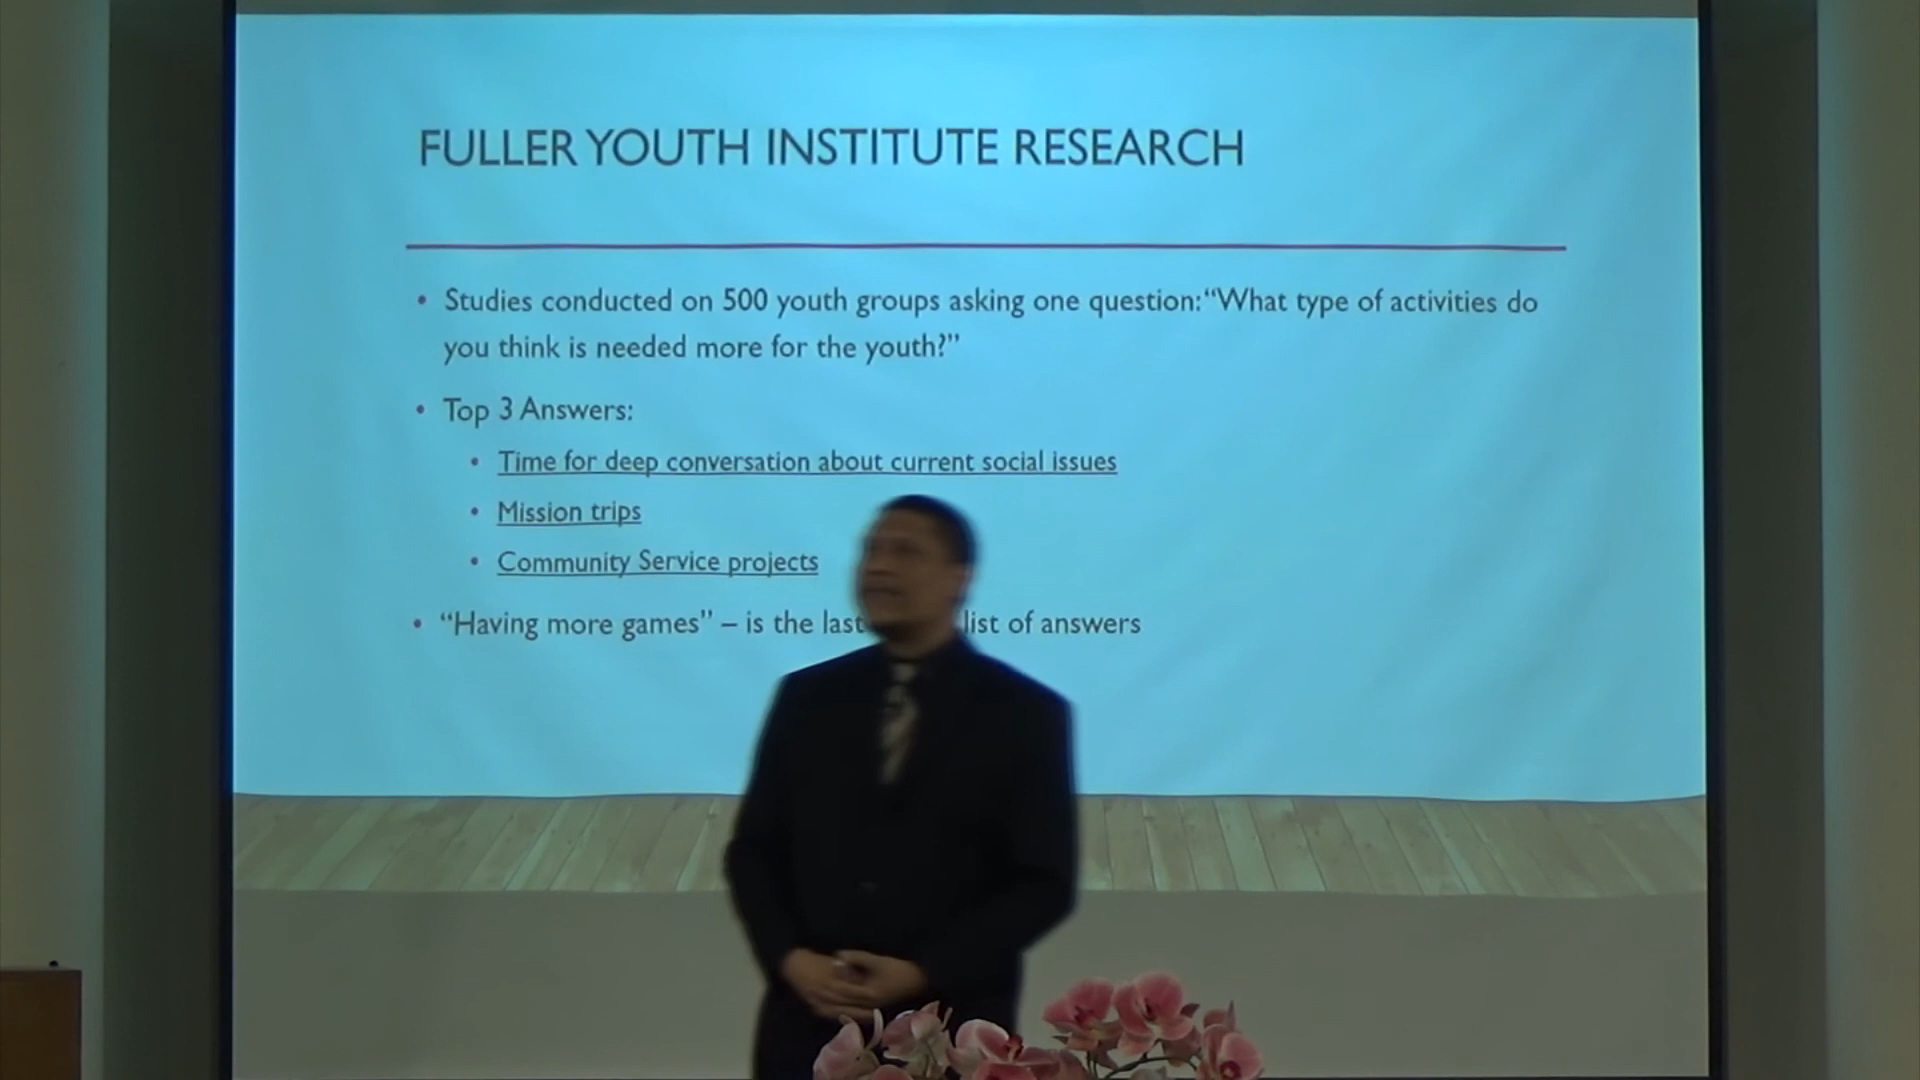 FULLER YOUTH INSTITUTE RESEARCH
• Studies conducted on 500 youth groups asking one question: “What type of activities do
you think is needed more for the youth?”
• Top 3 Answers:
• Time for deep conversation about current social issues
• Mission trips
• Community Service projects
• “Having more games” – is the last list of answers